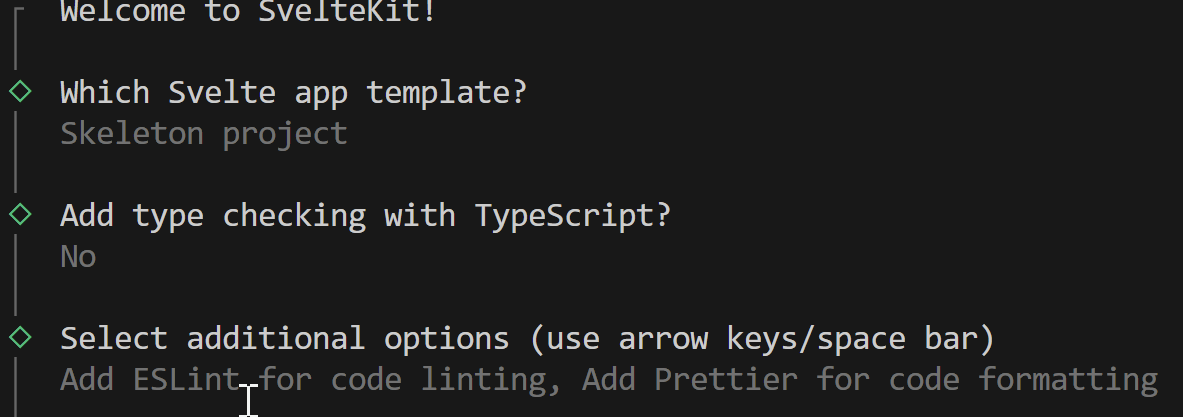 Welcome to SvelteKit!
Which Svelte app template?
Skeleton project
Add type checking with TypeScript?
No
Select additional options (use arrow keys/space bar)
Add ESLint for code linting, Add Prettier for code formatting